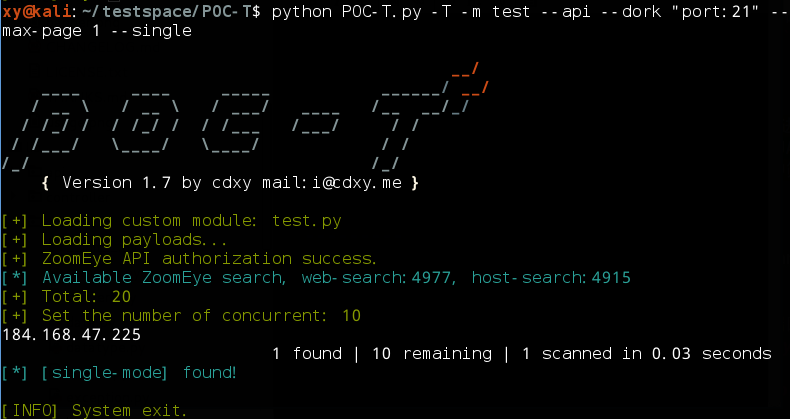 xy@kali:~/testspace/POC-T$ python POC-T.py -T -m test --api --dork "port:21" --
max-page 1 --single
{ Version 1.7 by cdxy mail:i@cdxy.me }
[+] Loading custom module: test.py
[+] Loading payloads...
[+] ZoomEye API authorization success.
[*] Available ZoomEye search, web-search:4977, host-search:4915
[+] Total: 20
[+] Set the number of concurrent: 10
184.168.47.225
1 found | 10 remaining | 1 scanned in 0.03 seconds
[*] [single-mode] found!
[INFO] System exit.